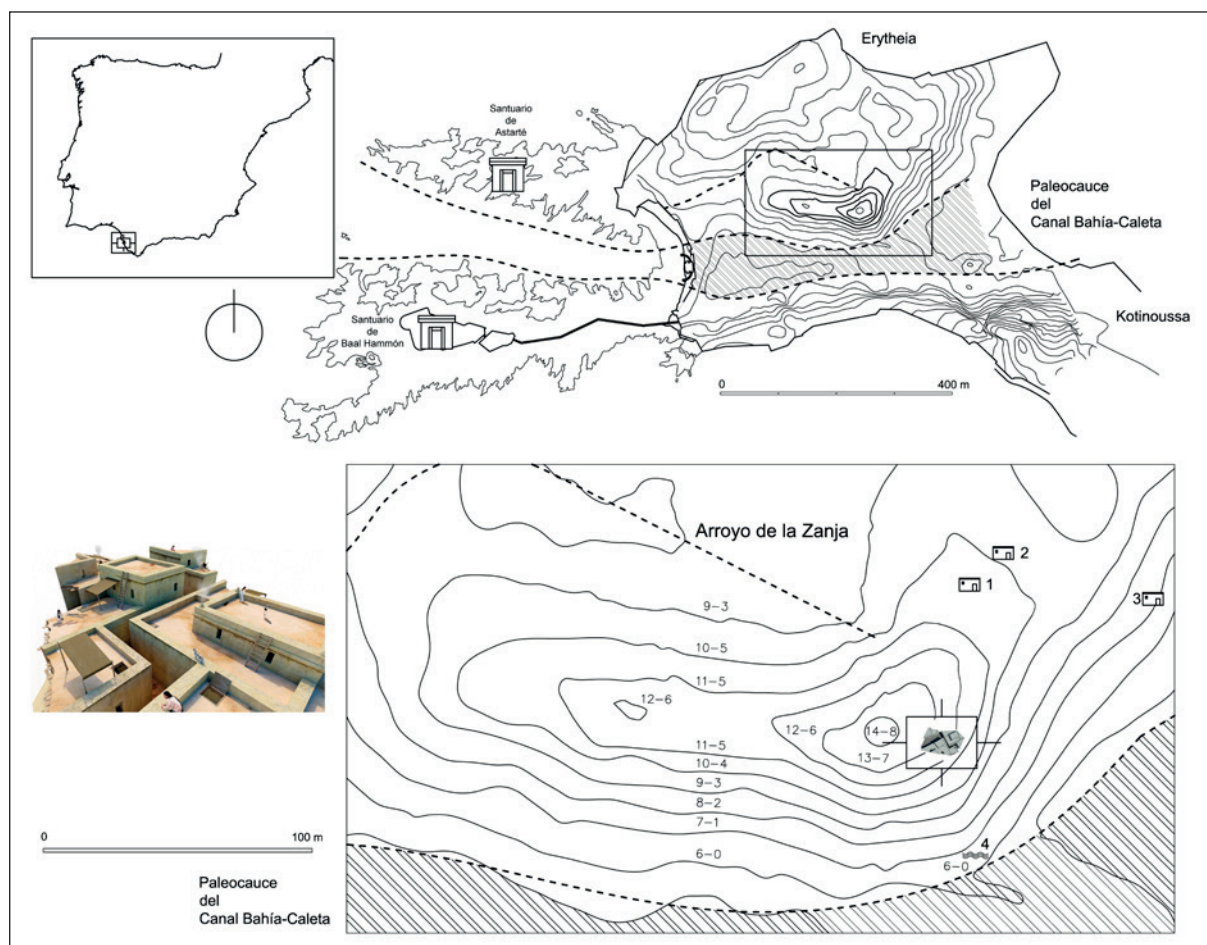 Erytheia
Santuario
de
Astarté
Paleocauce
del
Canal Bahía-Caleta
Kotinoussa
Santuario
de
Baal Hammón
0 400 m
Arroyo de la Zanja
2
1
3
9-3
10-5
11-5
12-6
12-6
14-8
13-7
11-5
10-4
9-3
8-2
7-1
6-0
4
6-0
0 100 m
Paleocauce
del
Canal Bahía-Caleta